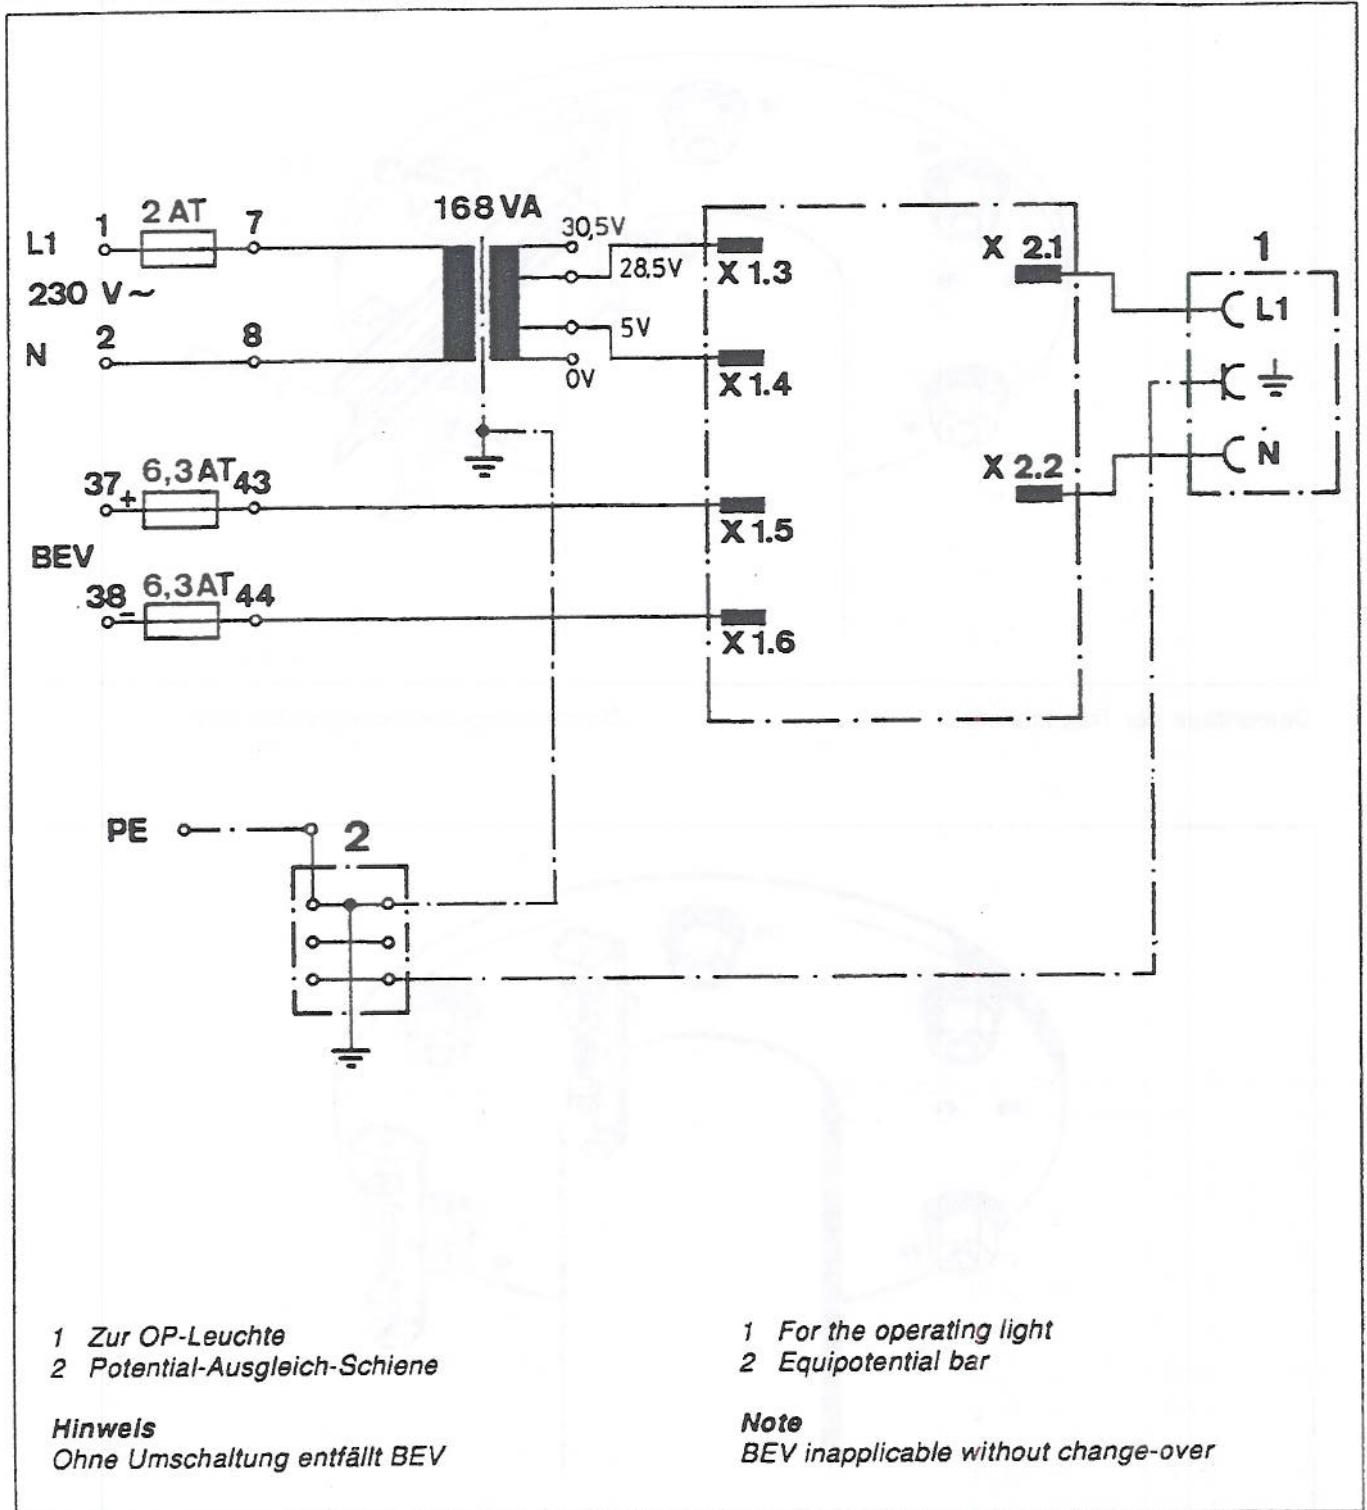 168 VA
2 AT
1
7
L1
230 V~
N
2
8
30,5V
28,5V
5V
0V
X 1.3
X 1.4
X 2.1
X 2.2
1
L1
N
37
+
6,3 AT
43
X 1.5
BEV
38
-
6,3 AT
44
X 1.6
PE
2
1 Zur OP-Leuchte
2 Potential-Ausgleich-Schiene
Hinweis
Ohne Umschaltung entfällt BEV
1 For the operating light
2 Equipotential bar
Note
BEV inapplicable without change-over